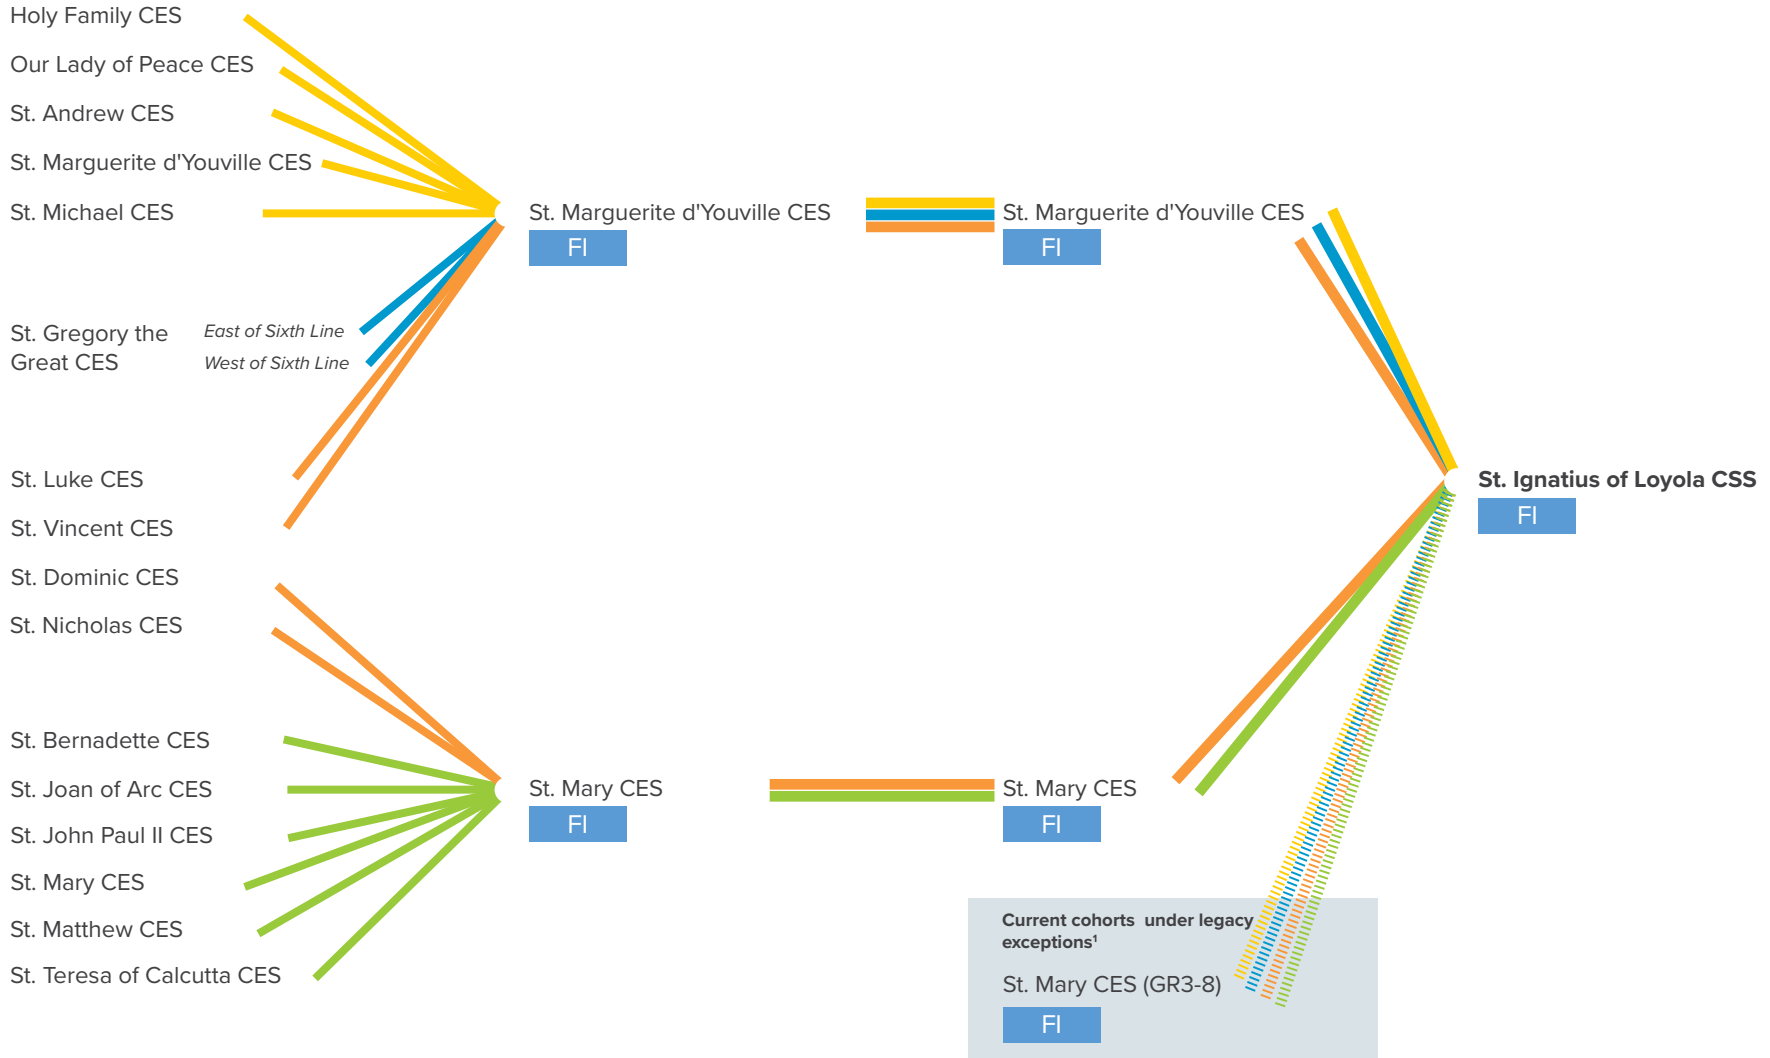 Holy Family CES
Our Lady of Peace CES
St. Andrew CES
St. Marguerite d'Youville CES
St. Michael CES
St. Gregory the
Great CES
East of Sixth Line
West of Sixth Line
St. Luke CES
St. Vincent CES
St. Dominic CES
St. Nicholas CES
St. Bernadette CES
St. Joan of Arc CES
St. John Paul II CES
St. Mary CES
St. Matthew CES
St. Teresa of Calcutta CES
St. Marguerite d'Youville CES
FI
St. Mary CES
FI
St. Marguerite d'Youville CES
FI
St. Mary CES
FI
Current cohorts under legacy
exceptions¹
St. Mary CES (GR3-8)
FI
St. Ignatius of Loyola CSS
FI